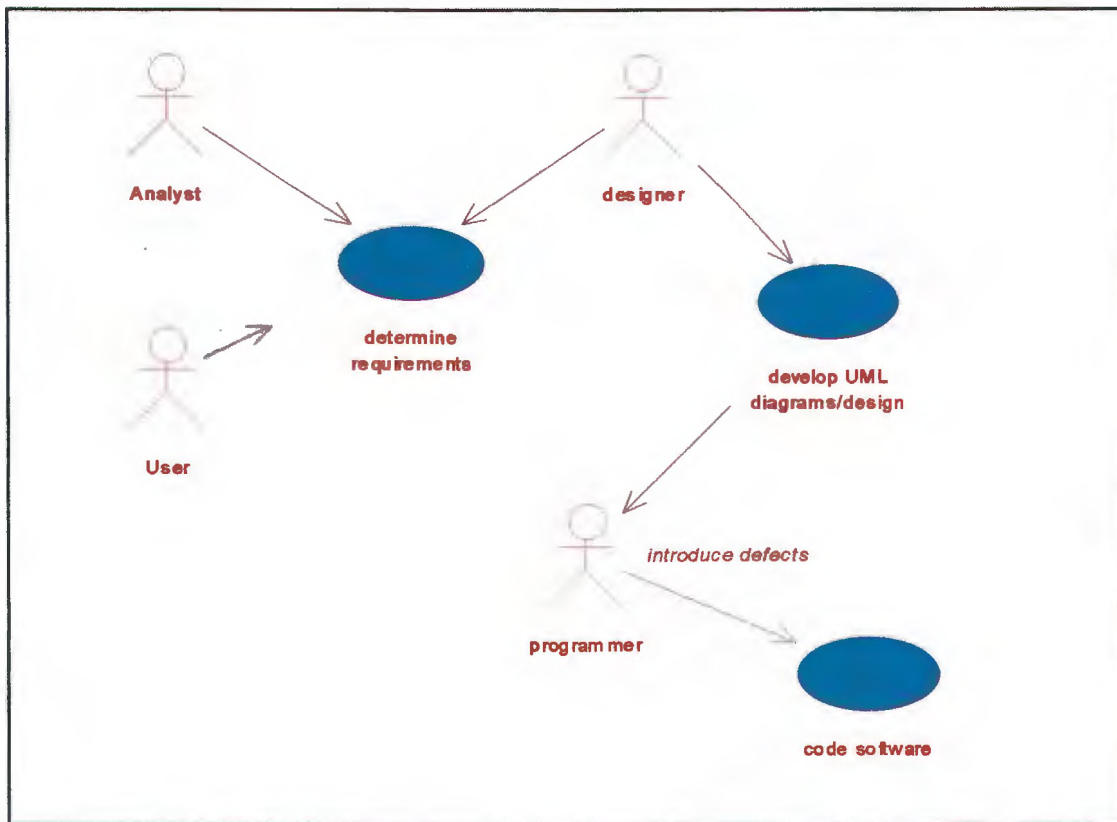 Analyst
designer
determine
requirements
develop UML
diagrams/design
User
introduce defects
programmer
code software